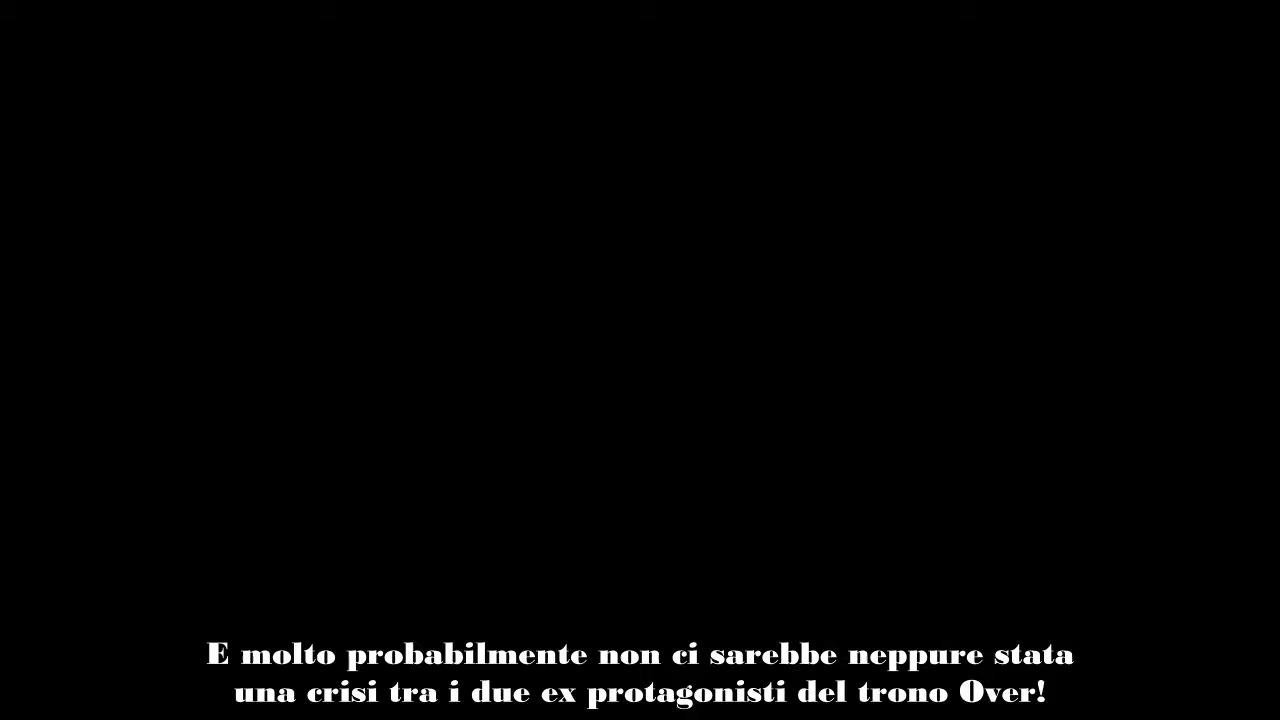 E molto probabilmente non ci sarebbe neppure stata
una crisi tra i due ex protagonisti del trono Over!